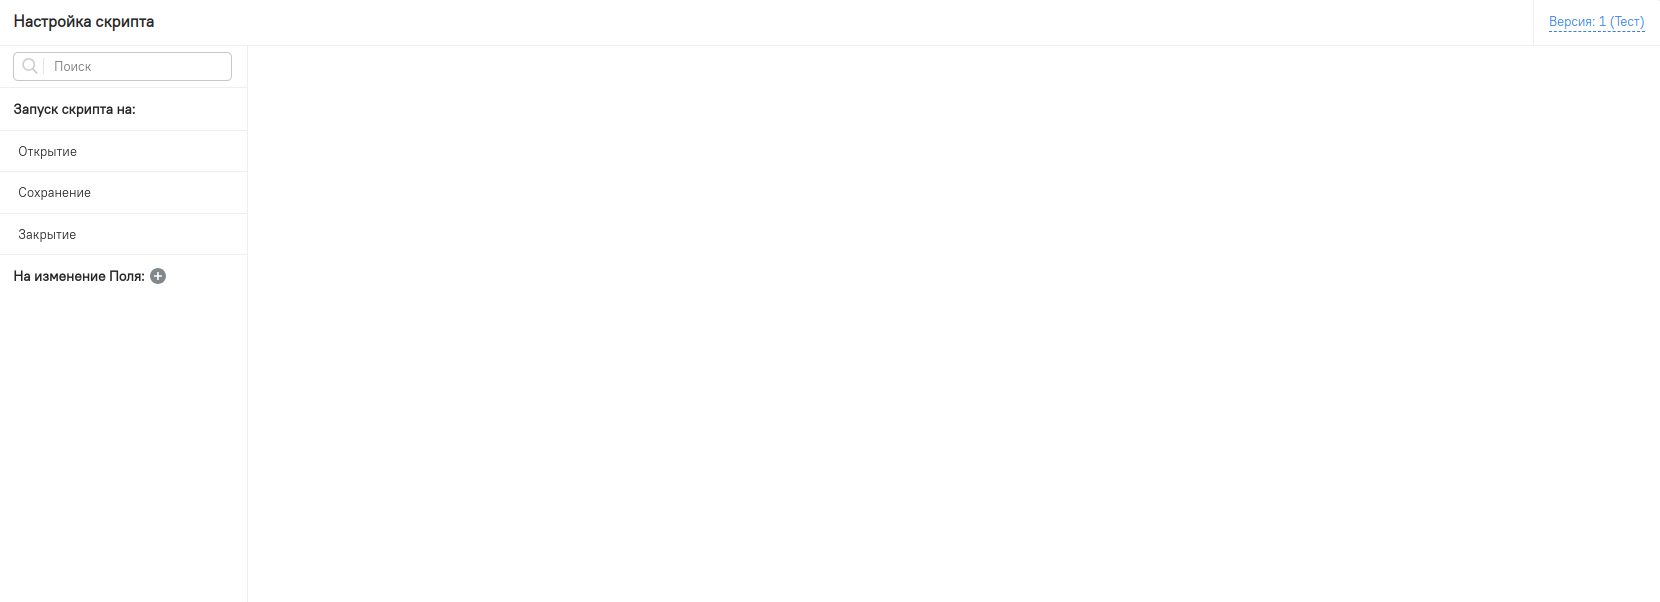 Настройка скрипта
Версия: 1 (Тест)
Поиск
Запуск скрипта на:
Открытие
Сохранение
Закрытие
На изменение Поля: